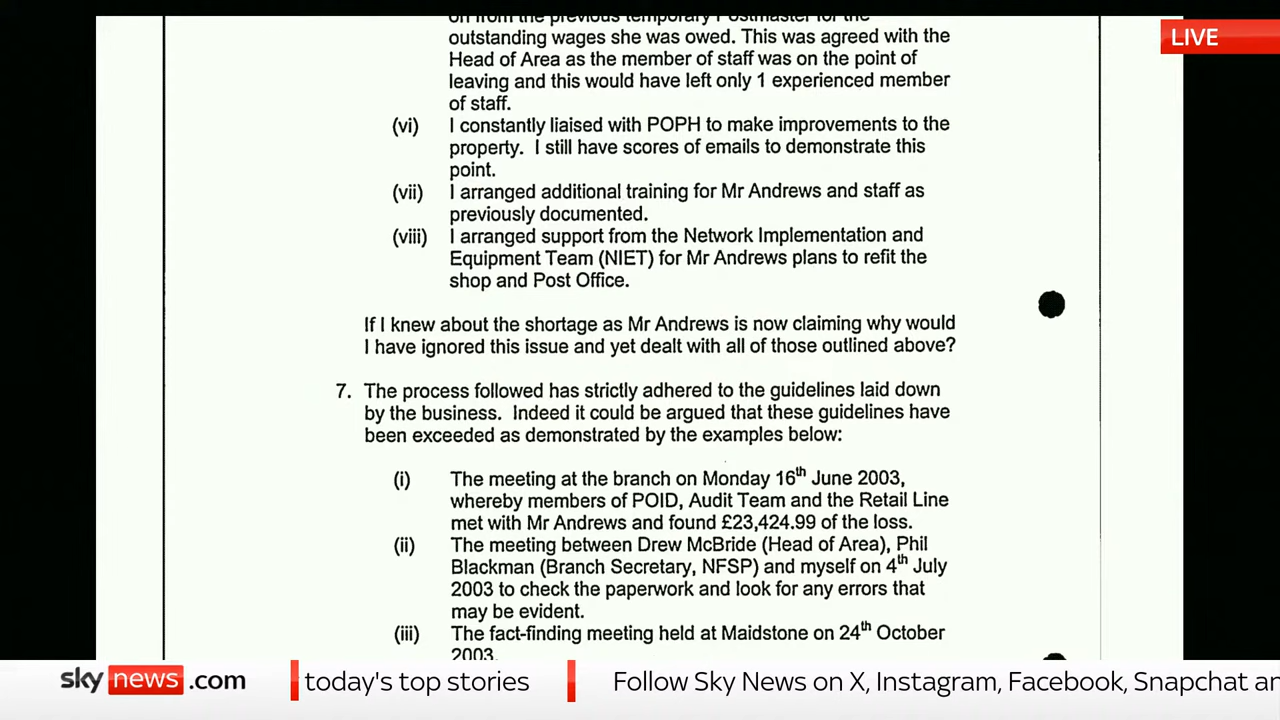 on from the previous temporary Postmaster for the
outstanding wages she was owed. This was agreed with the
Head of Area as the member of staff was on the point of
leaving and this would have left only 1 experienced member
of staff.
(vi) I constantly liaised with POPH to make improvements to the
property. I still have scores of emails to demonstrate this
point.
(vii) I arranged additional training for Mr Andrews and staff as
previously documented.
(viii) I arranged support from the Network Implementation and
Equipment Team (NIET) for Mr Andrews plans to refit the
shop and Post Office.
If I knew about the shortage as Mr Andrews is now claiming why would
I have ignored this issue and yet dealt with all of those outlined above?
7. The process followed has strictly adhered to the guidelines laid down
by the business. Indeed it could be argued that these guidelines have
been exceeded as demonstrated by the examples below:
(i) The meeting at the branch on Monday 16th June 2003,
whereby members of POID, Audit Team and the Retail Line
met with Mr Andrews and found £23,424.99 of the loss.
(ii) The meeting between Drew McBride (Head of Area), Phil
Blackman (Branch Secretary, NFSP) and myself on 4th July
2003 to check the paperwork and look for any errors that
may be evident.
(iii) The fact-finding meeting held at Maidstone on 24th October
2003.
LIVE
sky news.com
today's top stories
Follow Sky News on X, Instagram, Facebook, Snapchat an